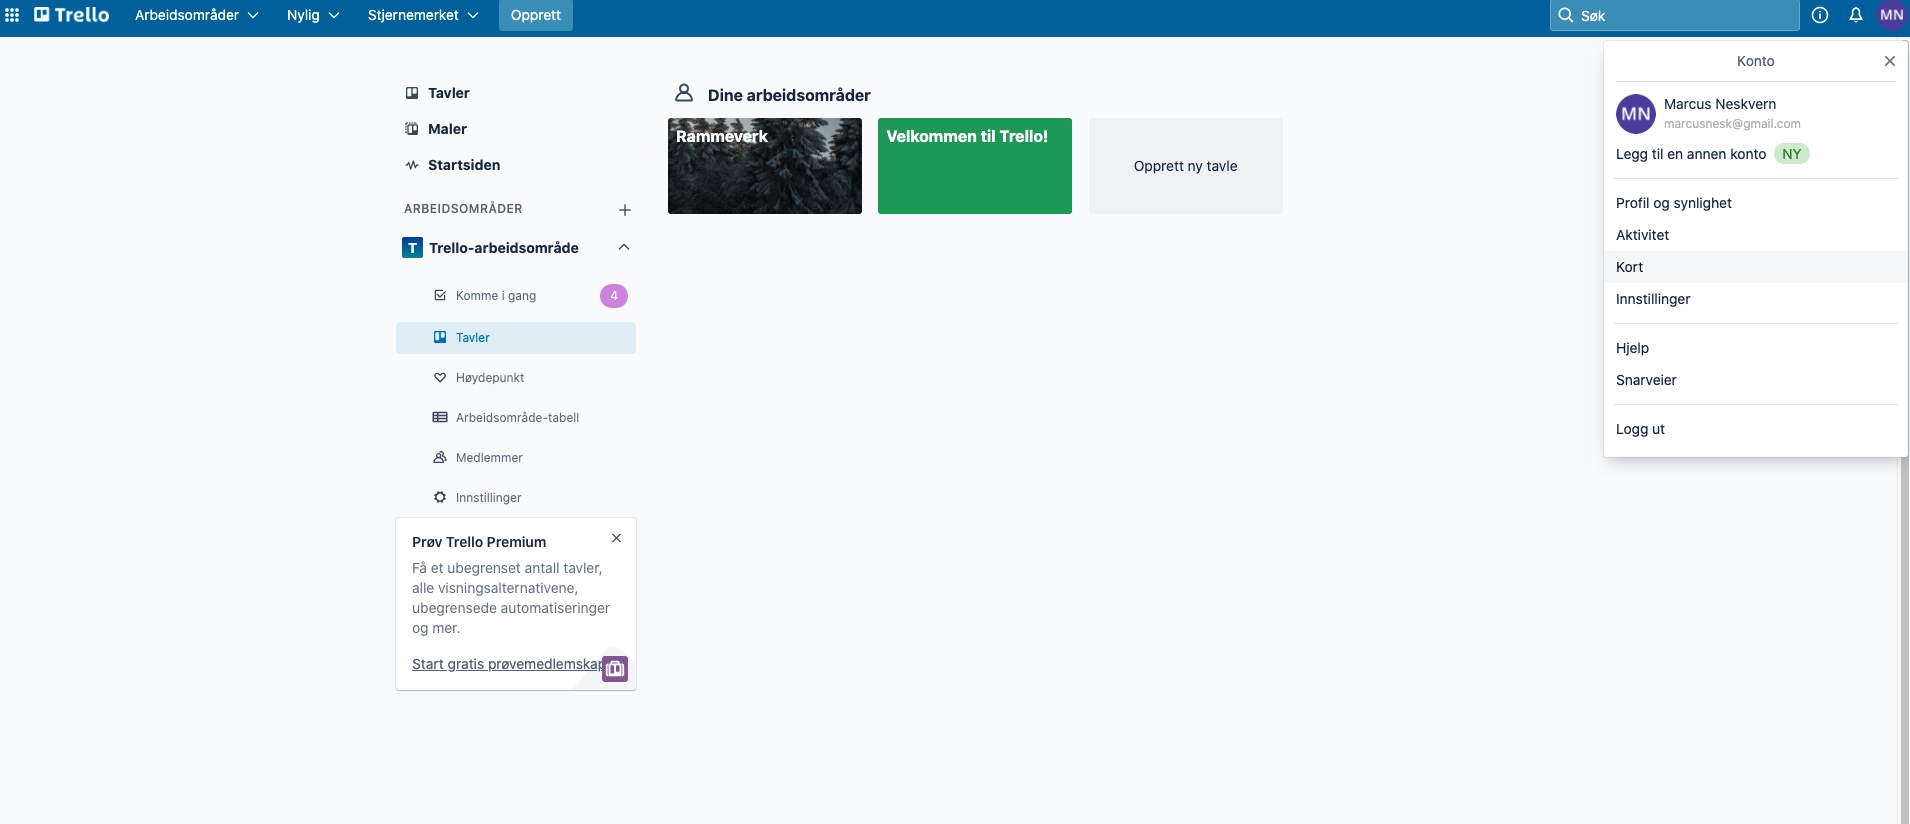 Trello
Arbeidsområder
Nylig
Stjernemerket
Opprett
Søk
MN
Tavler
Maler
Startsiden
ARBEIDSOMRÅDER
T Trello-arbeidsområde
Komme i gang 4
Tavler
Høydepunkt
Arbeidsområde-tabell
Medlemmer
Innstillinger
Prøv Trello Premium
Få et ubegrenset antall tavler,
alle visningsalternativene,
ubegrensede automatiseringer
og mer.
Start gratis prøvemedlemskap
Dine arbeidsområder
Rammeverk
Velkommen til Trello!
Opprett ny tavle
Konto
MN
Marcus Neskvern
marcusnesk@gmail.com
Legg til en annen konto NY
Profil og synlighet
Aktivitet
Kort
Innstillinger
Hjelp
Snarveier
Logg ut